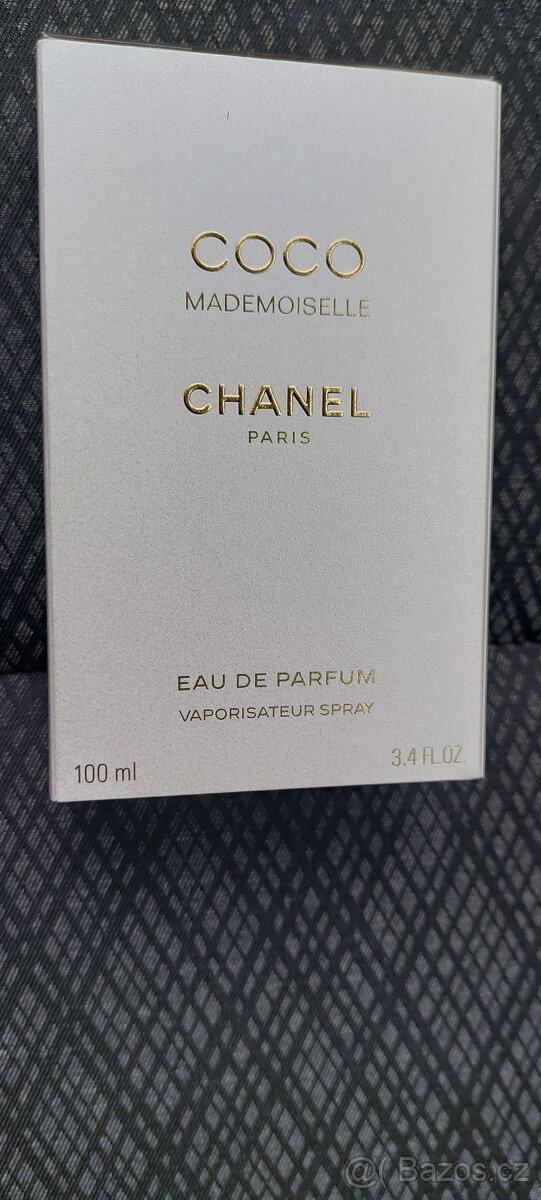 COCO
MADEMOISELLE
CHANEL
PARIS
EAU DE PARFUM
VAPORISATEUR SPRAY
100 ml
3.4 FL.OZ.
@( Bazos.cz